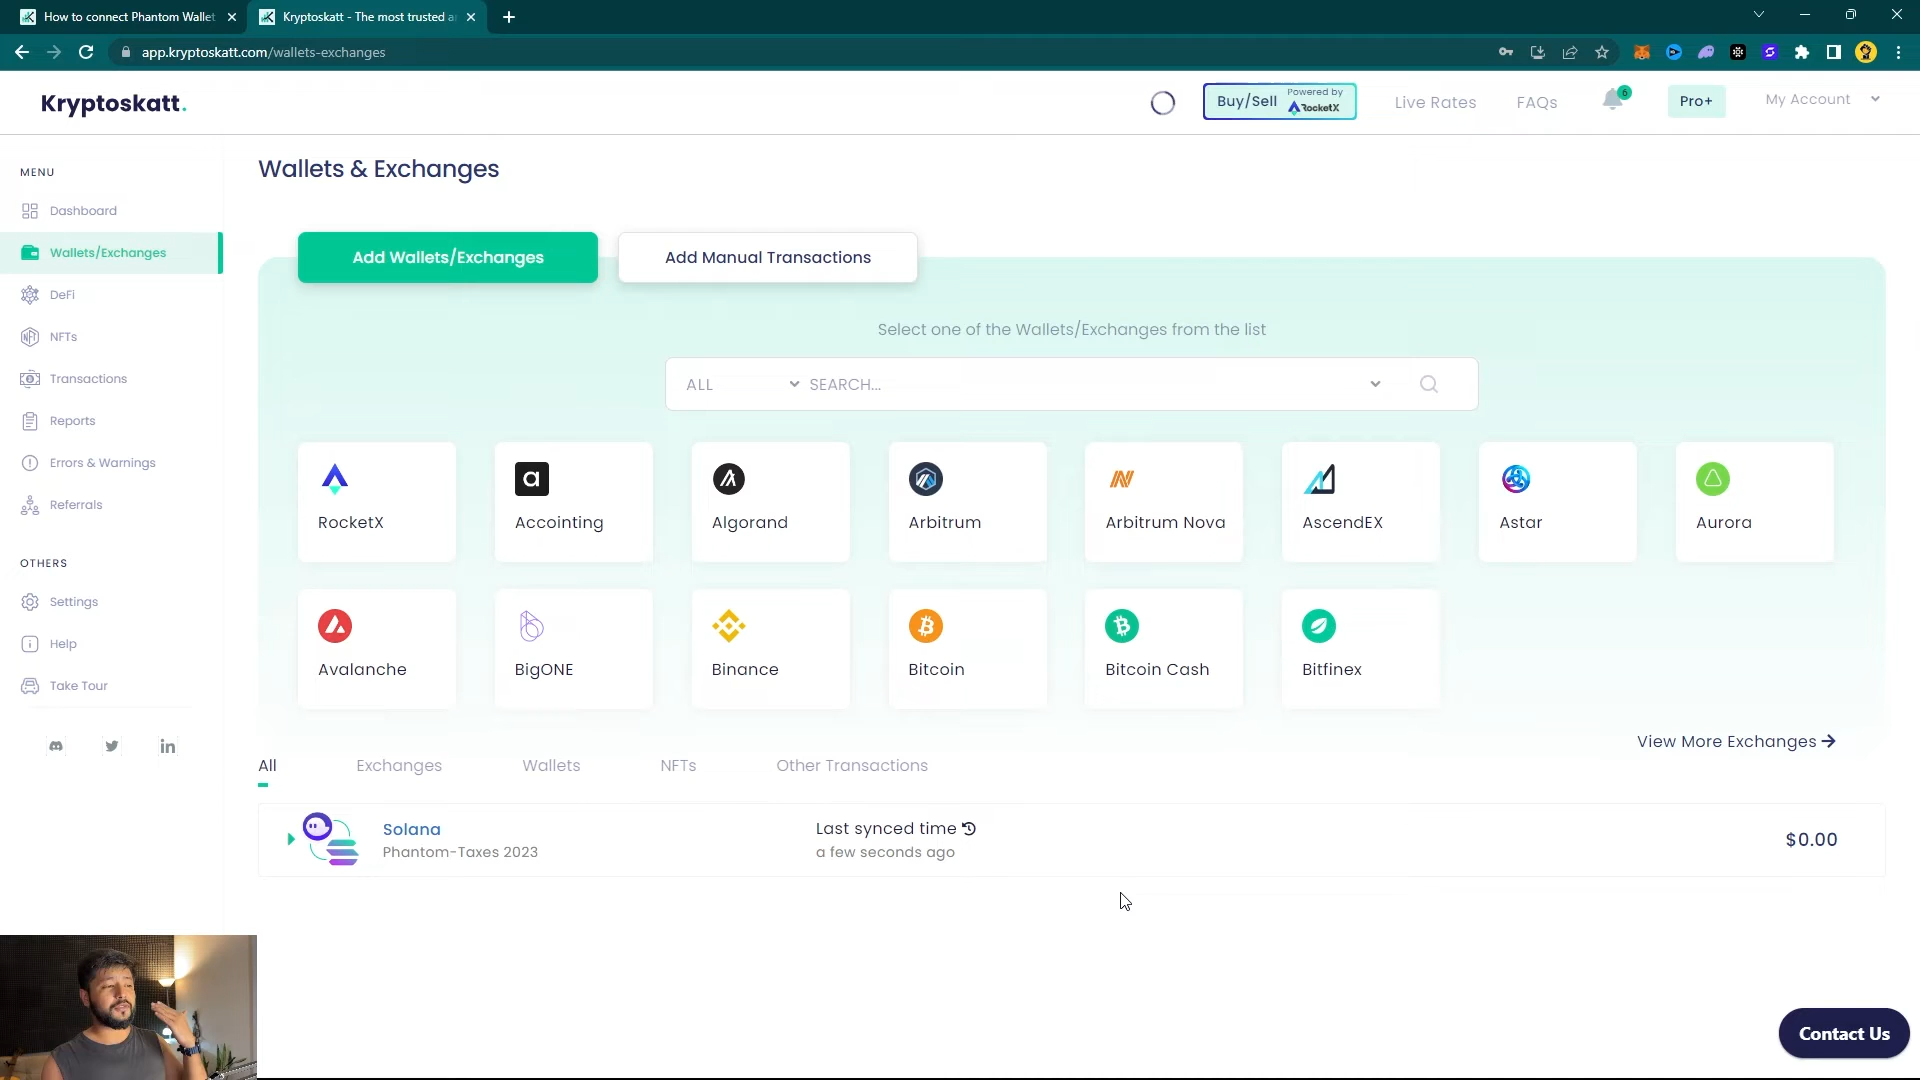 How to connect Phantom Wallet
Kryptoskatt - The most trusted a
app.kryptoskatt.com/wallets-exchanges
Kryptoskatt.
Buy/Sell
Powered by
RocketX
Live Rates
FAQs
6
Pro+
My Account
MENU
Dashboard
Wallets/Exchanges
DeFi
NFTs
Transactions
Reports
Errors & Warnings
Referrals
OTHERS
Settings
Help
Take Tour
Wallets & Exchanges
Add Wallets/Exchanges
Add Manual Transactions
Select one of the Wallets/Exchanges from the list
ALL
SEARCH...
RocketX
Accointing
Algorand
Arbitrum
Arbitrum Nova
AscendEX
Astar
Aurora
Avalanche
BigONE
Binance
Bitcoin
Bitcoin Cash
Bitfinex
View More Exchanges
All
Exchanges
Wallets
NFTs
Other Transactions
Solana
Phantom-Taxes 2023
Last synced time
a few seconds ago
$0.00
Contact Us